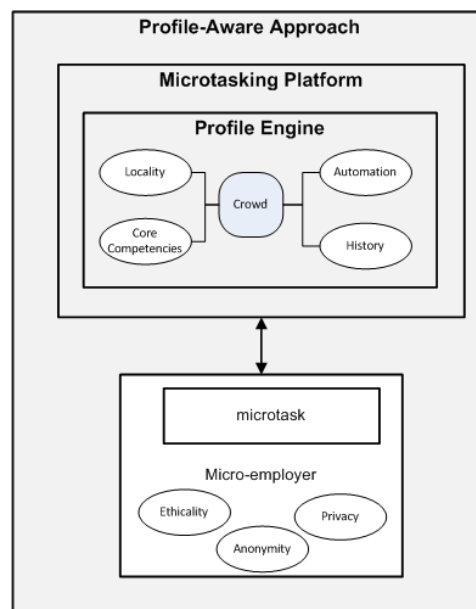 Profile-Aware Approach
Microtasking Platform
Profile Engine
Locality
Automation
Crowd
Core
Competencies
History
microtask
Micro-employer
Ethicality
Privacy
Anonymity